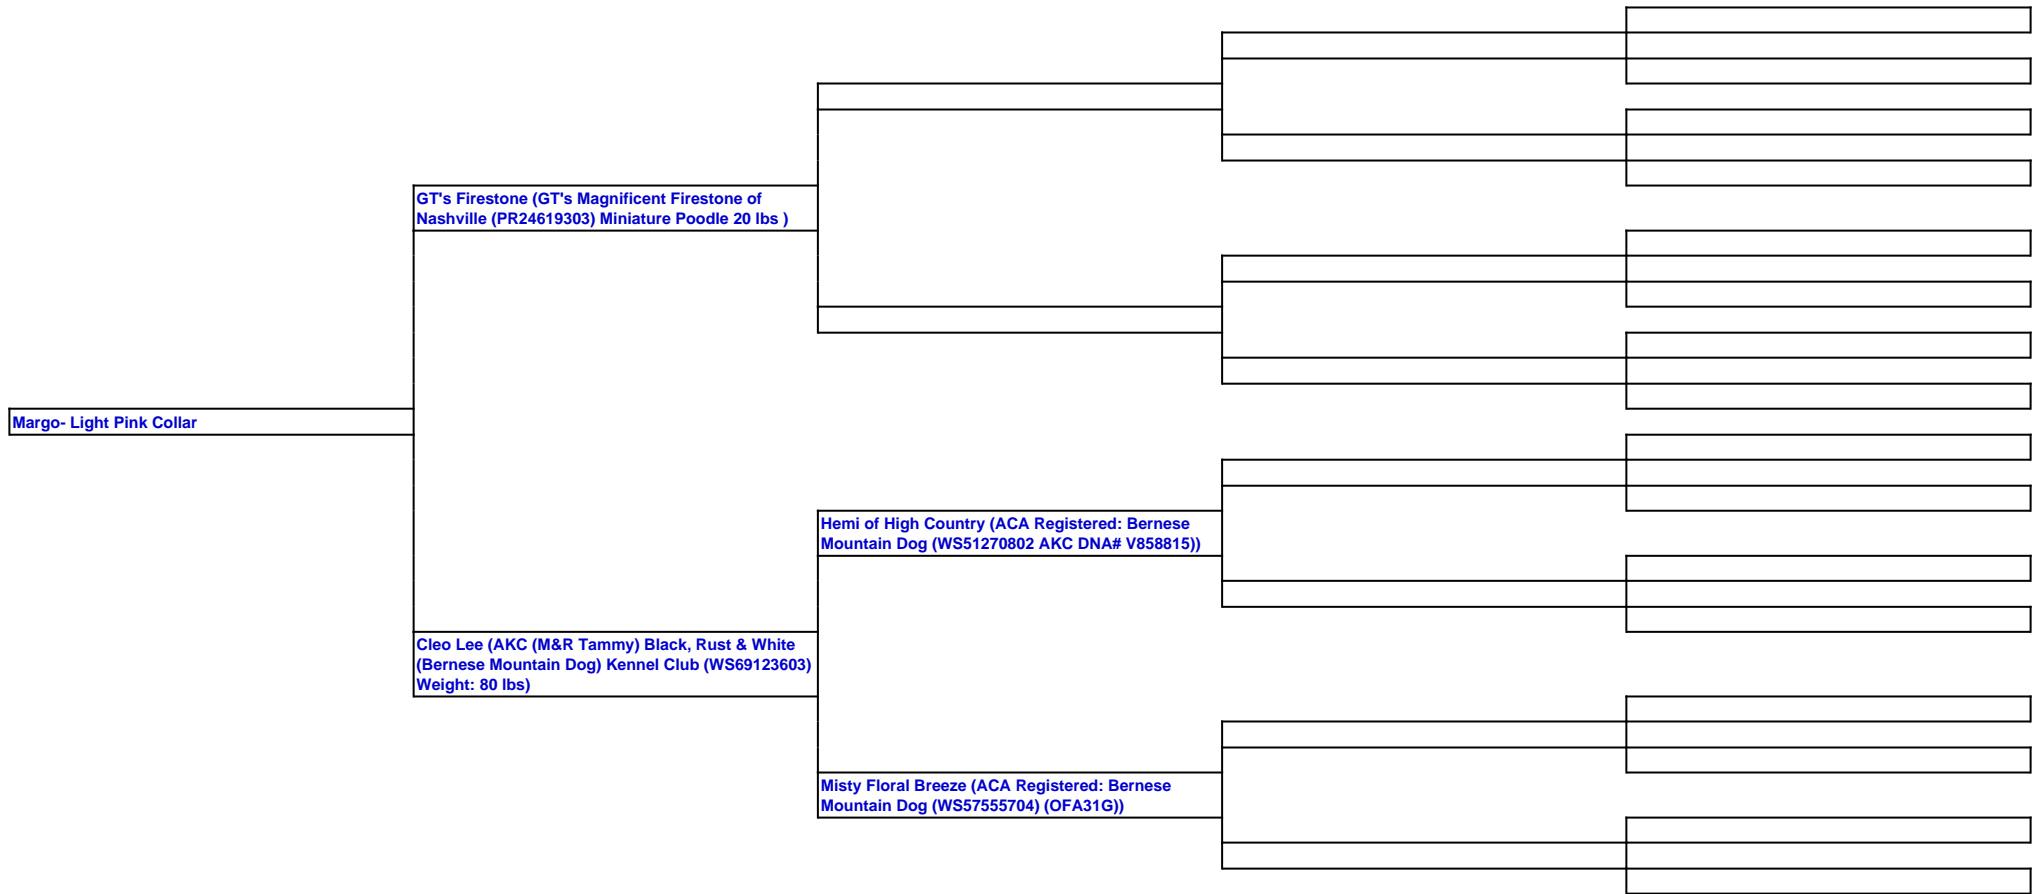 GT's Firestone (GT's Magnificent Firestone of
Nashville (PR24619303) Miniature Poodle 20 lbs )
Margo- Light Pink Collar
Hemi of High Country (ACA Registered: Bernese
Mountain Dog (WS51270802 AKC DNA# V858815))
Cleo Lee (AKC (M&R Tammy) Black, Rust & White
(Bernese Mountain Dog) Kennel Club (WS69123603)
Weight: 80 lbs)
Misty Floral Breeze (ACA Registered: Bernese
Mountain Dog (WS57555704) (OFA31G))